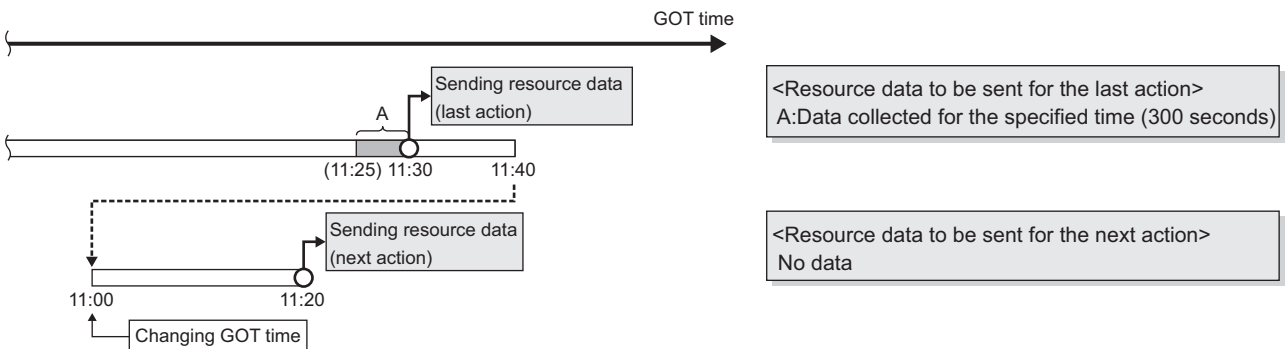 GOT time
Sending resource data
(last action)
A
(11:25) 11:30 11:40
<Resource data to be sent for the last action>
A:Data collected for the specified time (300 seconds)
Sending resource data
(next action)
11:00 11:20
Changing GOT time
<Resource data to be sent for the next action>
No data